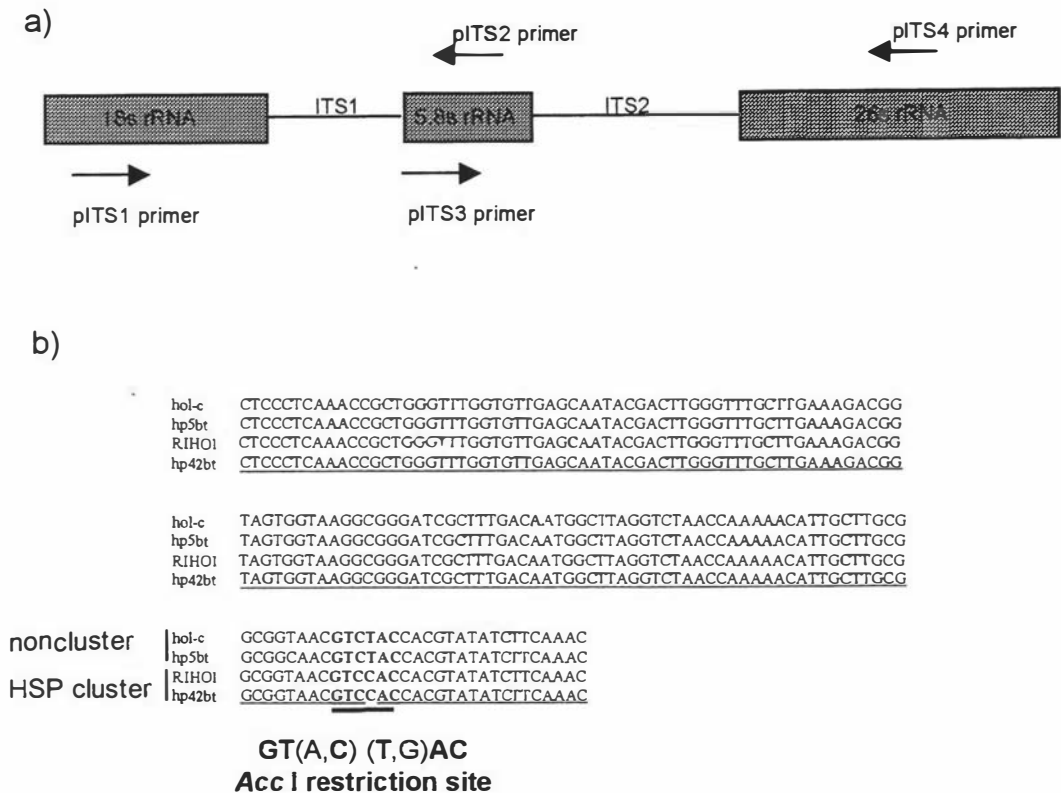 a)
pITS2 primer
pITS4 primer
18s rRNA
ITS1
5.8s rRNA
ITS2
26s rRNA
pITS1 primer
pITS3 primer
b)
hol-c CTCCCTCAAACCGCTGGGTTTGGTGTTGAGCAATACGACTTGGGTTTGCTTGAAAGACGG
hp5bt CTCCCTCAAACCGCTGGGTTTGGTGTTGAGCAATACGACTTGGGTTTGCTTGAAAGACGG
RIHO1 CTCCCTCAAACCGCTGGGTTTGGTGTTGAGCAATACGACTTGGGTTTGCTTGAAAGACGG
hp42bt CTCCCTCAAACCGCTGGGTTTGGTGTTGAGCAATACGACTTGGGTTTGCTTGAAAGACGG
hol-c TAGTGGTAAGGCGGGATCGCTTTGACAATGGCTTAGGTCTAACCAAAAACATTGCTTGCG
hp5bt TAGTGGTAAGGCGGGATCGCTTTGACAATGGCTTAGGTCTAACCAAAAACATTGCTTGCG
RIHO1 TAGTGGTAAGGCGGGATCGCTTTGACAATGGCTTAGGTCTAACCAAAAACATTGCTTGCG
hp42bt TAGTGGTAAGGCGGGATCGCTTTGACAATGGCTTAGGTCTAACCAAAAACATTGCTTGCG
noncluster
hol-c GCGGTAACGTCTACCACGTATATCTTCAAAC
hp5bt GCGGCAACGTCTACCACGTATATCTTCAAAC
HSP cluster
RIHO1 GCGGTAACGTCCACCACGTATATCTTCAAAC
hp42bt GCGGTAACGTCCACCACGTATATCTTCAAAC
GT(A,C) (T,G)AC
Acc I restriction site